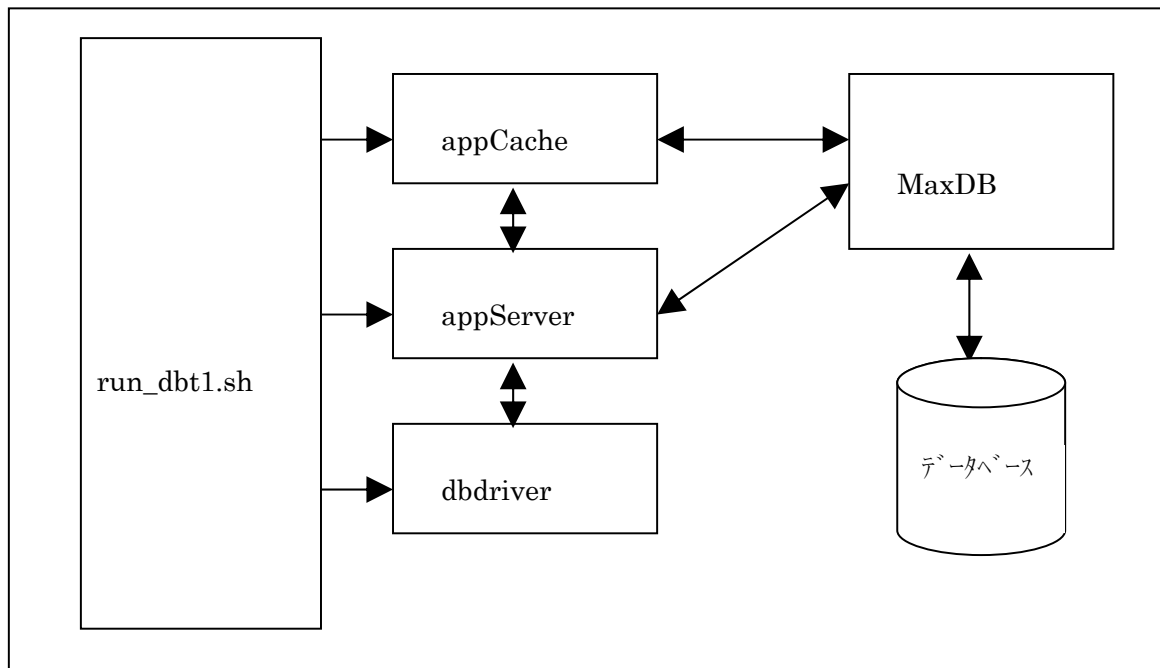 appCache
MaxDB
appServer
run_dbt1.sh
データベース
dbdriver